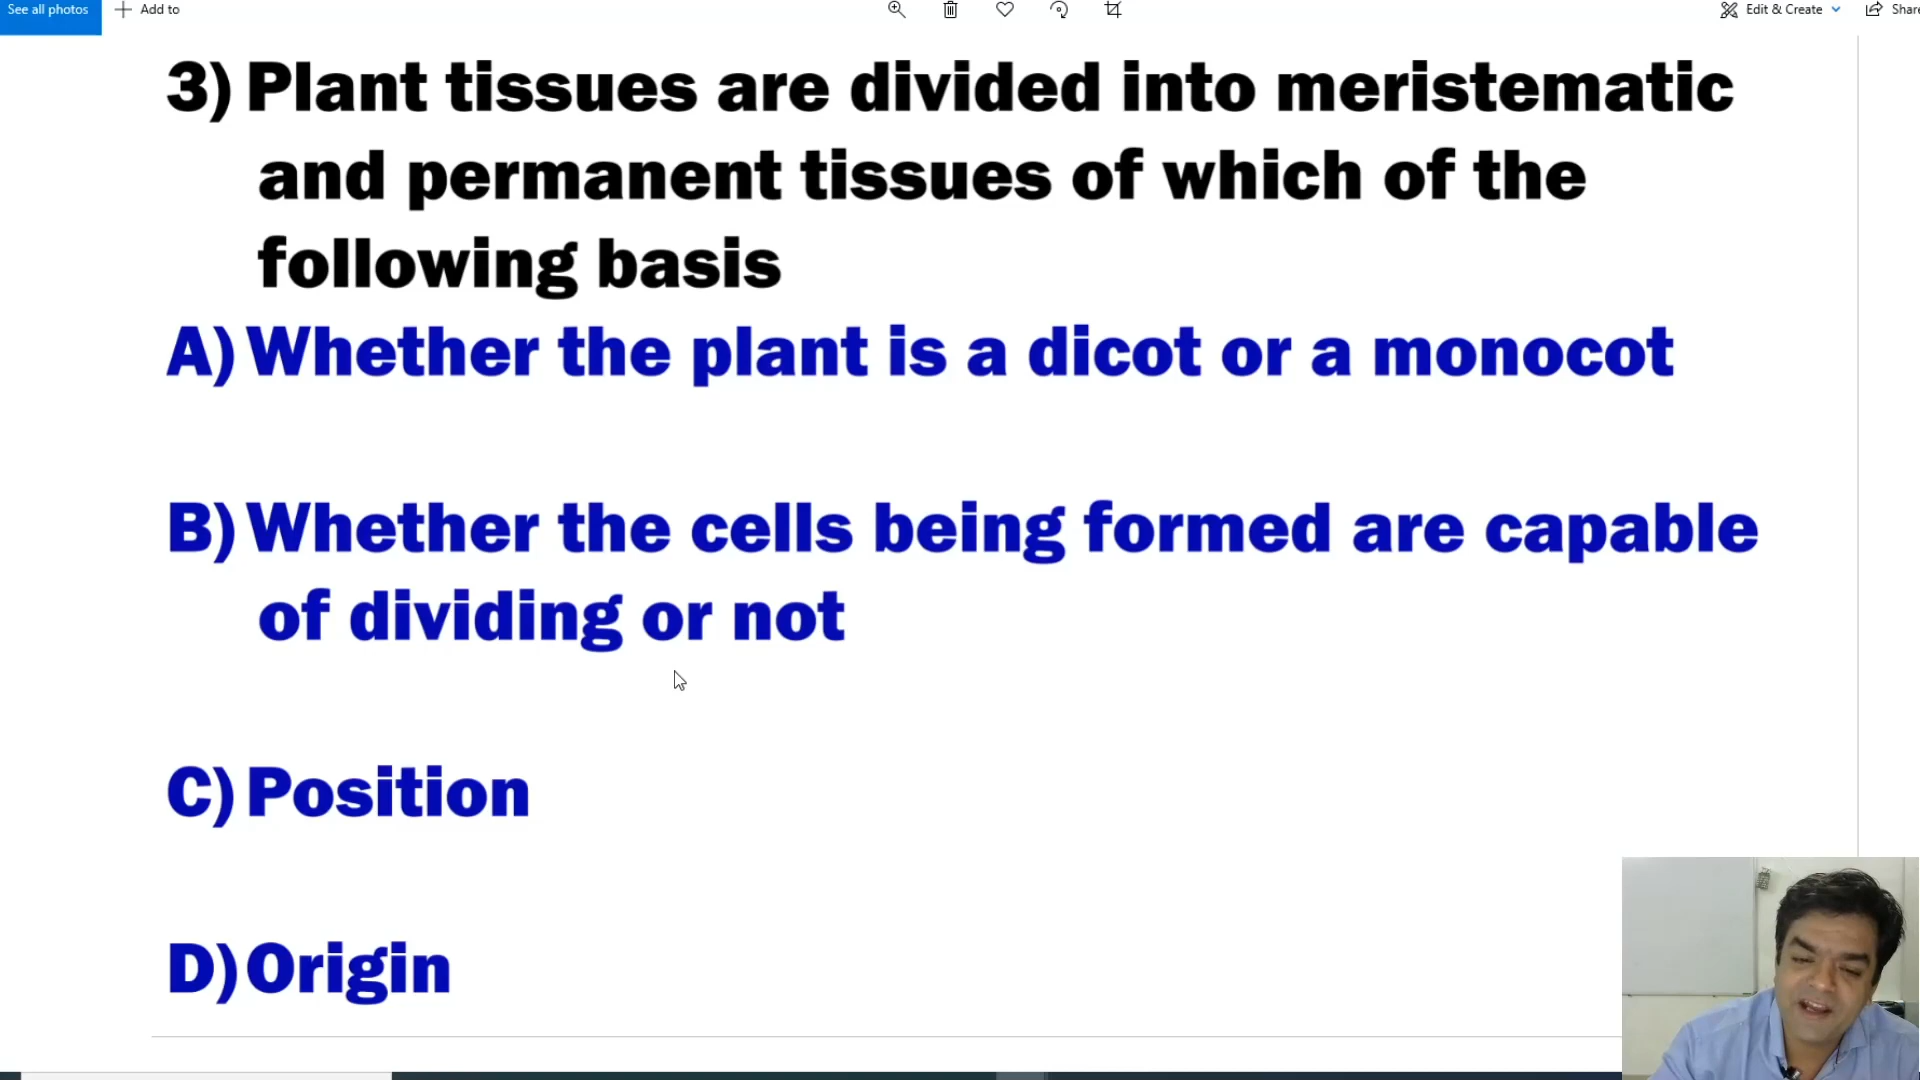 See all photos
Add to
Edit & Create
Share
3) Plant tissues are divided into meristematic
and permanent tissues of which of the
following basis
A) Whether the plant is a dicot or a monocot
B) Whether the cells being formed are capable
of dividing or not
C) Position
D) Origin